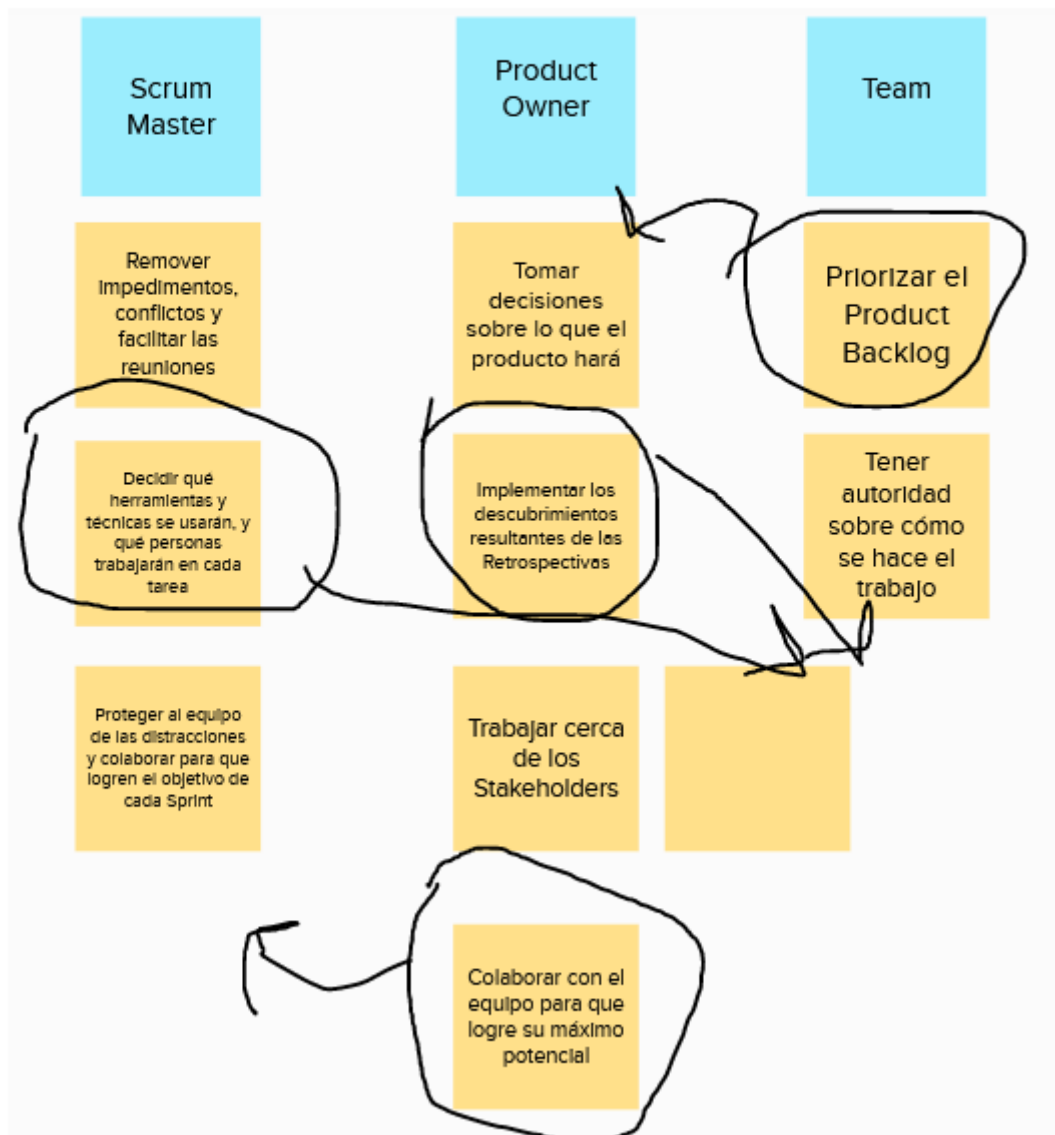 Scrum
Master
Product
Owner
Team
Remover
impedimentos,
conflictos y
facilitar las
reuniones
Tomar
decisiones
sobre lo que el
producto hará
Priorizar el
Product
Backlog
Decidir qué
herramientas y
técnicas se usarán, y
qué personas
trabajarán en cada
tarea
Implementar los
descubrimientos
resultantes de las
Retrospectivas
Tener
autoridad
sobre cómo
se hace el
trabajo
Proteger al equipo
de las distracciones
y colaborar para que
logren el objetivo de
cada Sprint
Trabajar cerca
de los
Stakeholders
Colaborar con el
equipo para que
logre su máximo
potencial